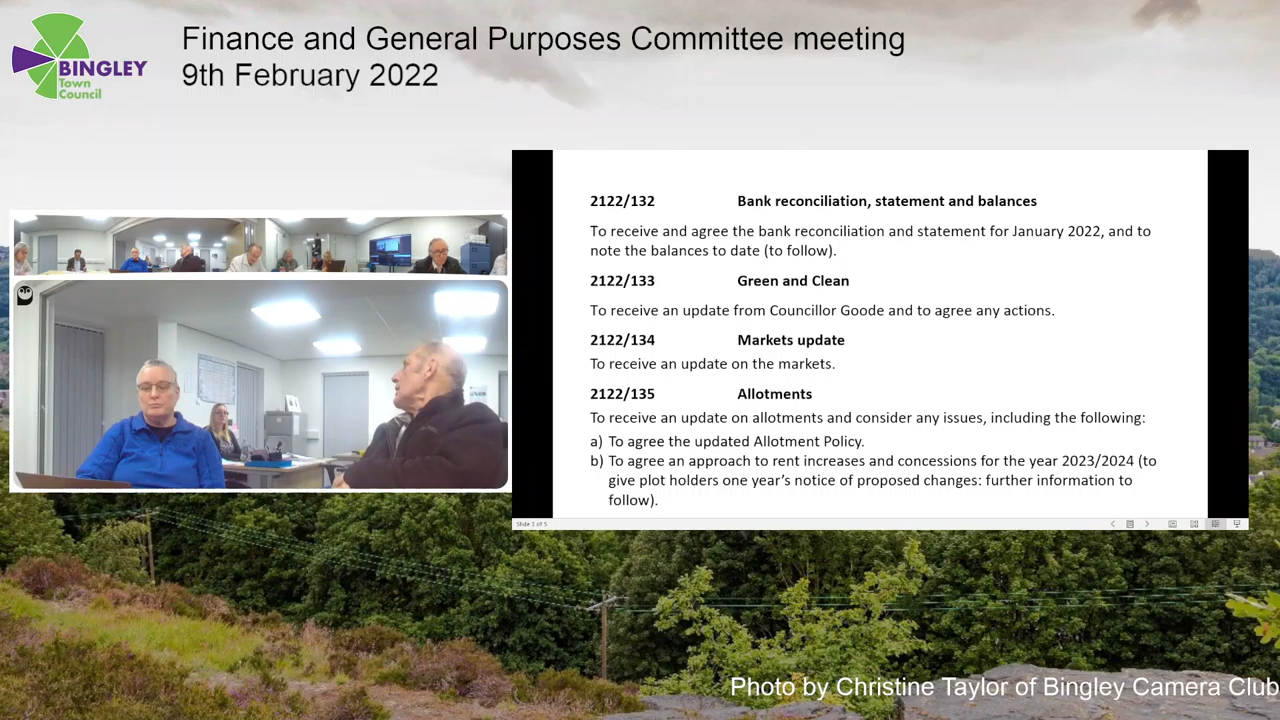 Finance and General Purposes Committee meeting
9th February 2022
BINGLEY
Town
Council
2122/132 Bank reconciliation, statement and balances
To receive and agree the bank reconciliation and statement for January 2022, and to
note the balances to date (to follow).
2122/133 Green and Clean
To receive an update from Councillor Goode and to agree any actions.
2122/134 Markets update
To receive an update on the markets.
2122/135 Allotments
To receive an update on allotments and consider any issues, including the following:
a) To agree the updated Allotment Policy.
b) To agree an approach to rent increases and concessions for the year 2023/2024 (to
give plot holders one year’s notice of proposed changes: further information to
follow).
Slide 3 of 5
Photo by Christine Taylor of Bingley Camera Club